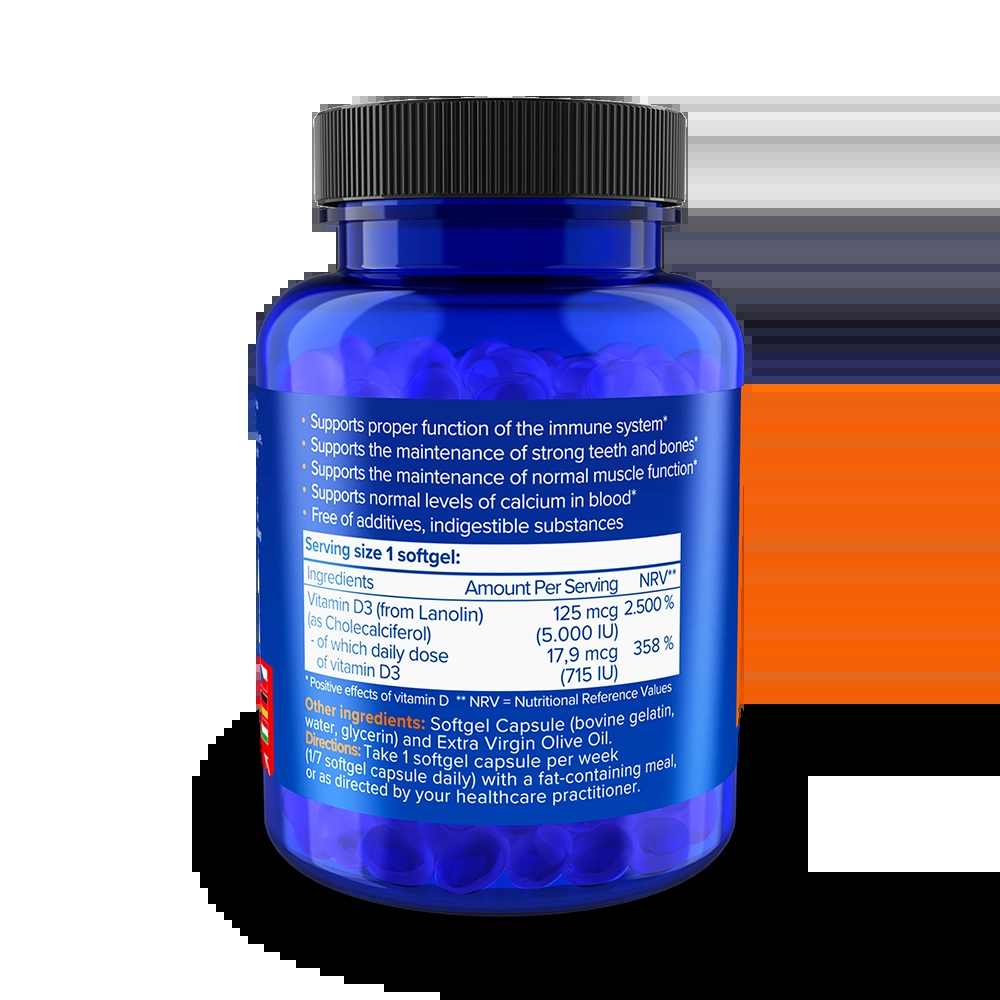 • Supports proper function of the immune system*
• Supports the maintenance of strong teeth and bones*
• Supports the maintenance of normal muscle function*
• Supports normal levels of calcium in blood*
• Free of additives, indigestible substances
Serving size 1 softgel:
Ingredients Amount Per Serving NRV**
Vitamin D3 (from Lanolin) 125 mcg 2.500 %
(as Cholecalciferol) (5.000 IU)
- of which daily dose 17,9 mcg 358 %
of vitamin D3 (715 IU)
*Positive effects of vitamin D ** NRV = Nutritional Reference Values
Other ingredients: Softgel Capsule (bovine gelatin,
water, glycerin) and Extra Virgin Olive Oil.
Directions: Take 1 softgel capsule per week
(1/7 softgel capsule daily) with a fat-containing meal,
or as directed by your healthcare practitioner.